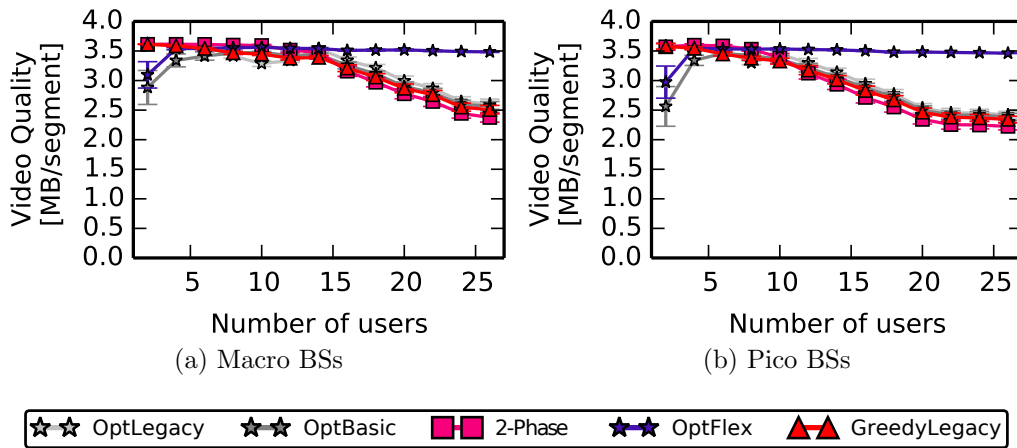 4.0
3.5
3.0
2.5
2.0
1.5
1.0
0.5
0.0
Video Quality
[MB/segment]
5 10 15 20 25
Number of users
(a) Macro BSs
4.0
3.5
3.0
2.5
2.0
1.5
1.0
0.5
0.0
Video Quality
[MB/segment]
5 10 15 20 25
Number of users
(b) Pico BSs
OptLegacy OptBasic 2-Phase OptFlex GreedyLegacy